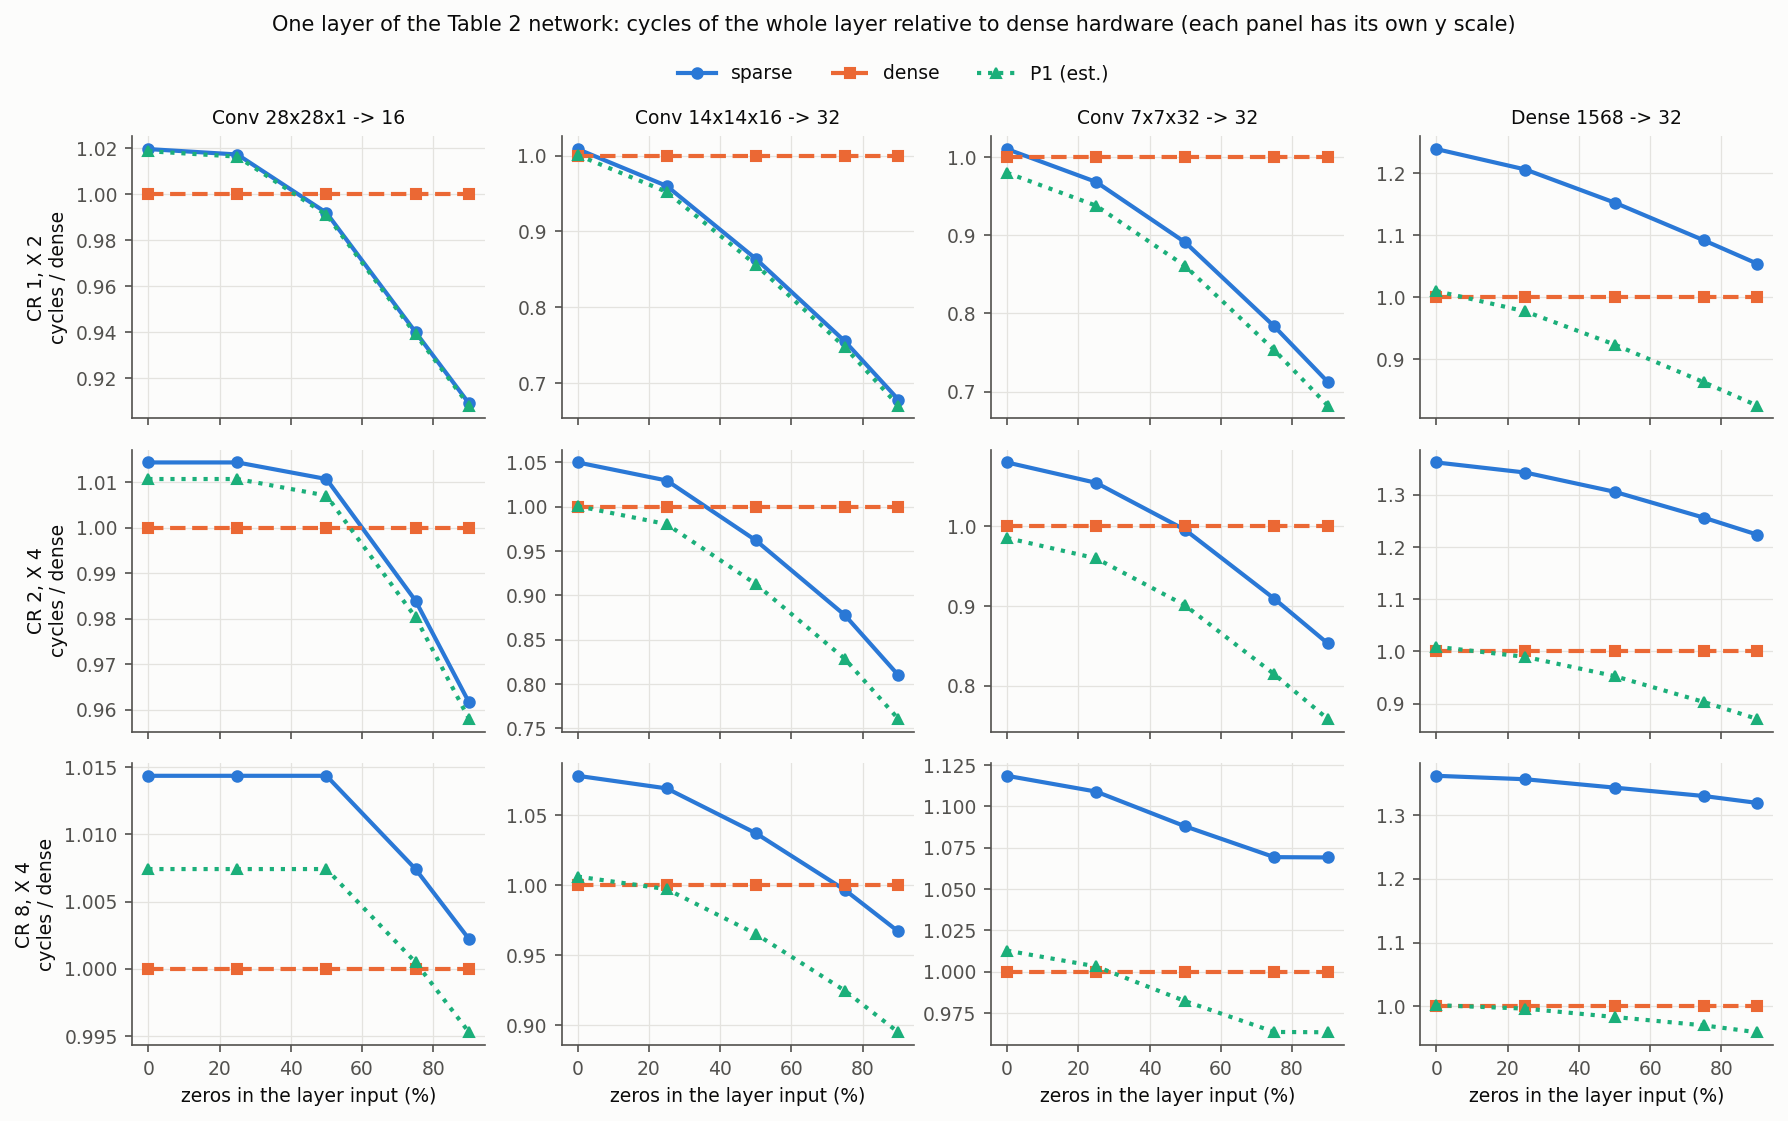 One layer of the Table 2 network: cycles of the whole layer relative to dense hardware (each panel has its own y scale)
sparse dense P1 (est.)
Conv 28x28x1 -> 16
CR 1, X 2
cycles / dense
1.02
1.00
0.98
0.96
0.94
0.92
Conv 14x14x16 -> 32
1.0
0.9
0.8
0.7
Conv 7x7x32 -> 32
1.0
0.9
0.8
0.7
Dense 1568 -> 32
1.2
1.1
1.0
0.9
CR 2, X 4
cycles / dense
1.01
1.00
0.99
0.98
0.97
0.96
1.05
1.00
0.95
0.90
0.85
0.80
0.75
1.0
0.9
0.8
1.3
1.2
1.1
1.0
0.9
CR 8, X 4
cycles / dense
1.015
1.010
1.005
1.000
0.995
0 20 40 60 80
zeros in the layer input (%)
1.05
1.00
0.95
0.90
0 20 40 60 80
zeros in the layer input (%)
1.125
1.100
1.075
1.050
1.025
1.000
0.975
0 20 40 60 80
zeros in the layer input (%)
1.3
1.2
1.1
1.0
0 20 40 60 80
zeros in the layer input (%)